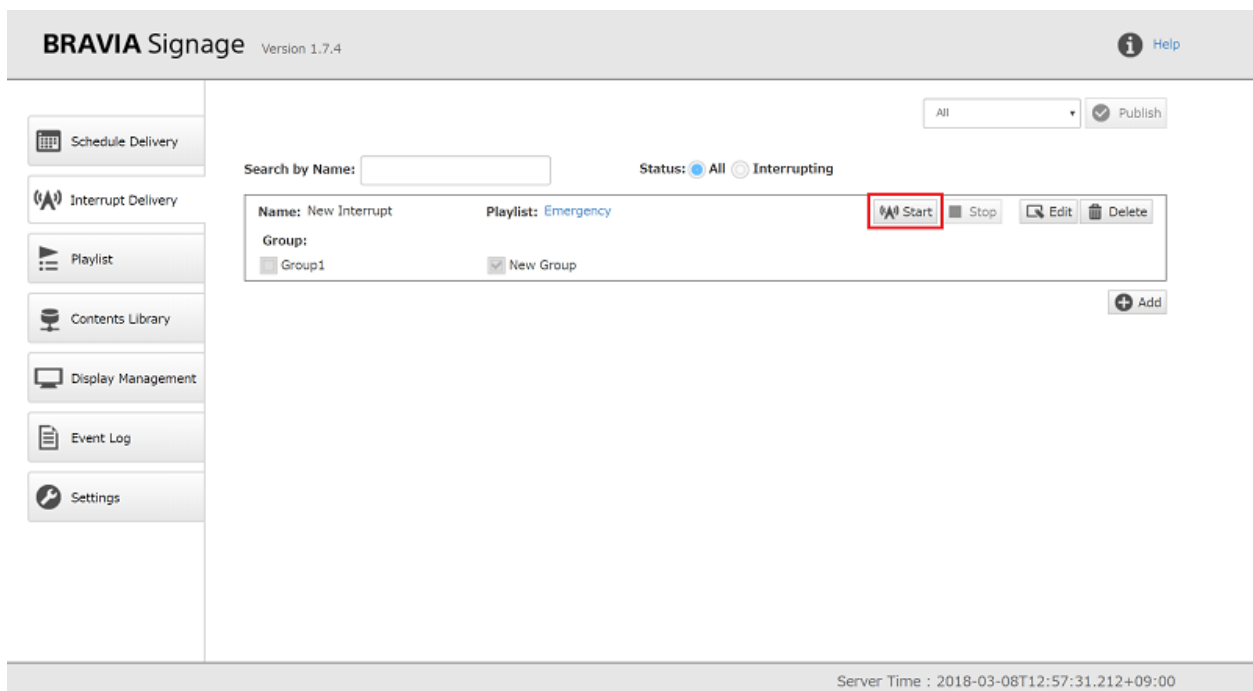 BRAVIA Signage Version 1.7.4
Help
All
Publish
Schedule Delivery
Interrupt Delivery
Playlist
Contents Library
Display Management
Event Log
Settings
Search by Name:
Status: All Interrupting
Name: New Interrupt Playlist: Emergency Start Stop Edit Delete
Group:
Group1 New Group
Add
Server Time : 2018-03-08T12:57:31.212+09:00